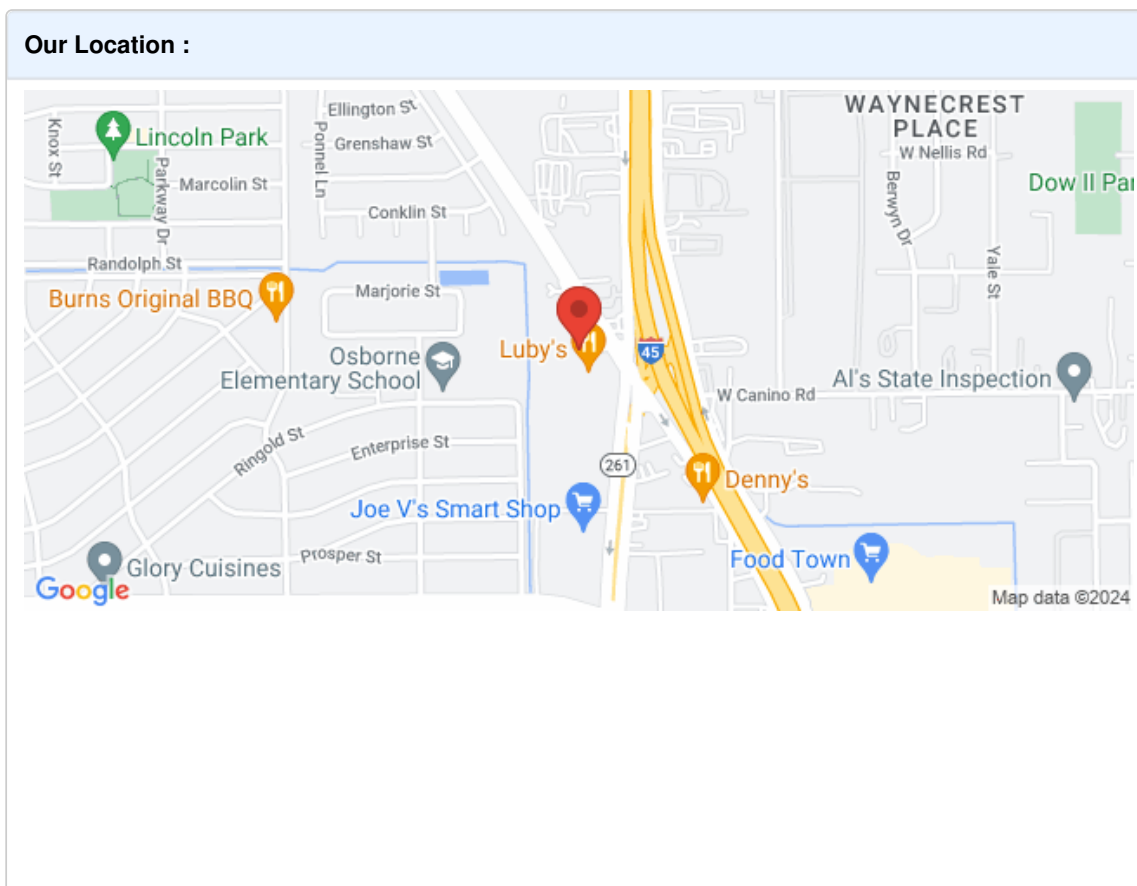 Our Location :
WAYNECREST
PLACE
Ellington St
Knox St
Lincoln Park
Ponnel Ln
Grenshaw St
W Nellis Rd
Parkway Dr
Marcolin St
Dow II Par
Berwyn Dr
Conklin St
Randolph St
Yale St
Burns Original BBQ
Marjorie St
Luby's
45
Osborne
Elementary School
Al's State Inspection
W Canino Rd
Ringold St
Enterprise St
261
Denny's
Joe V's Smart Shop
Prosper St
Food Town
Glory Cuisines
Google
Map data ©2024